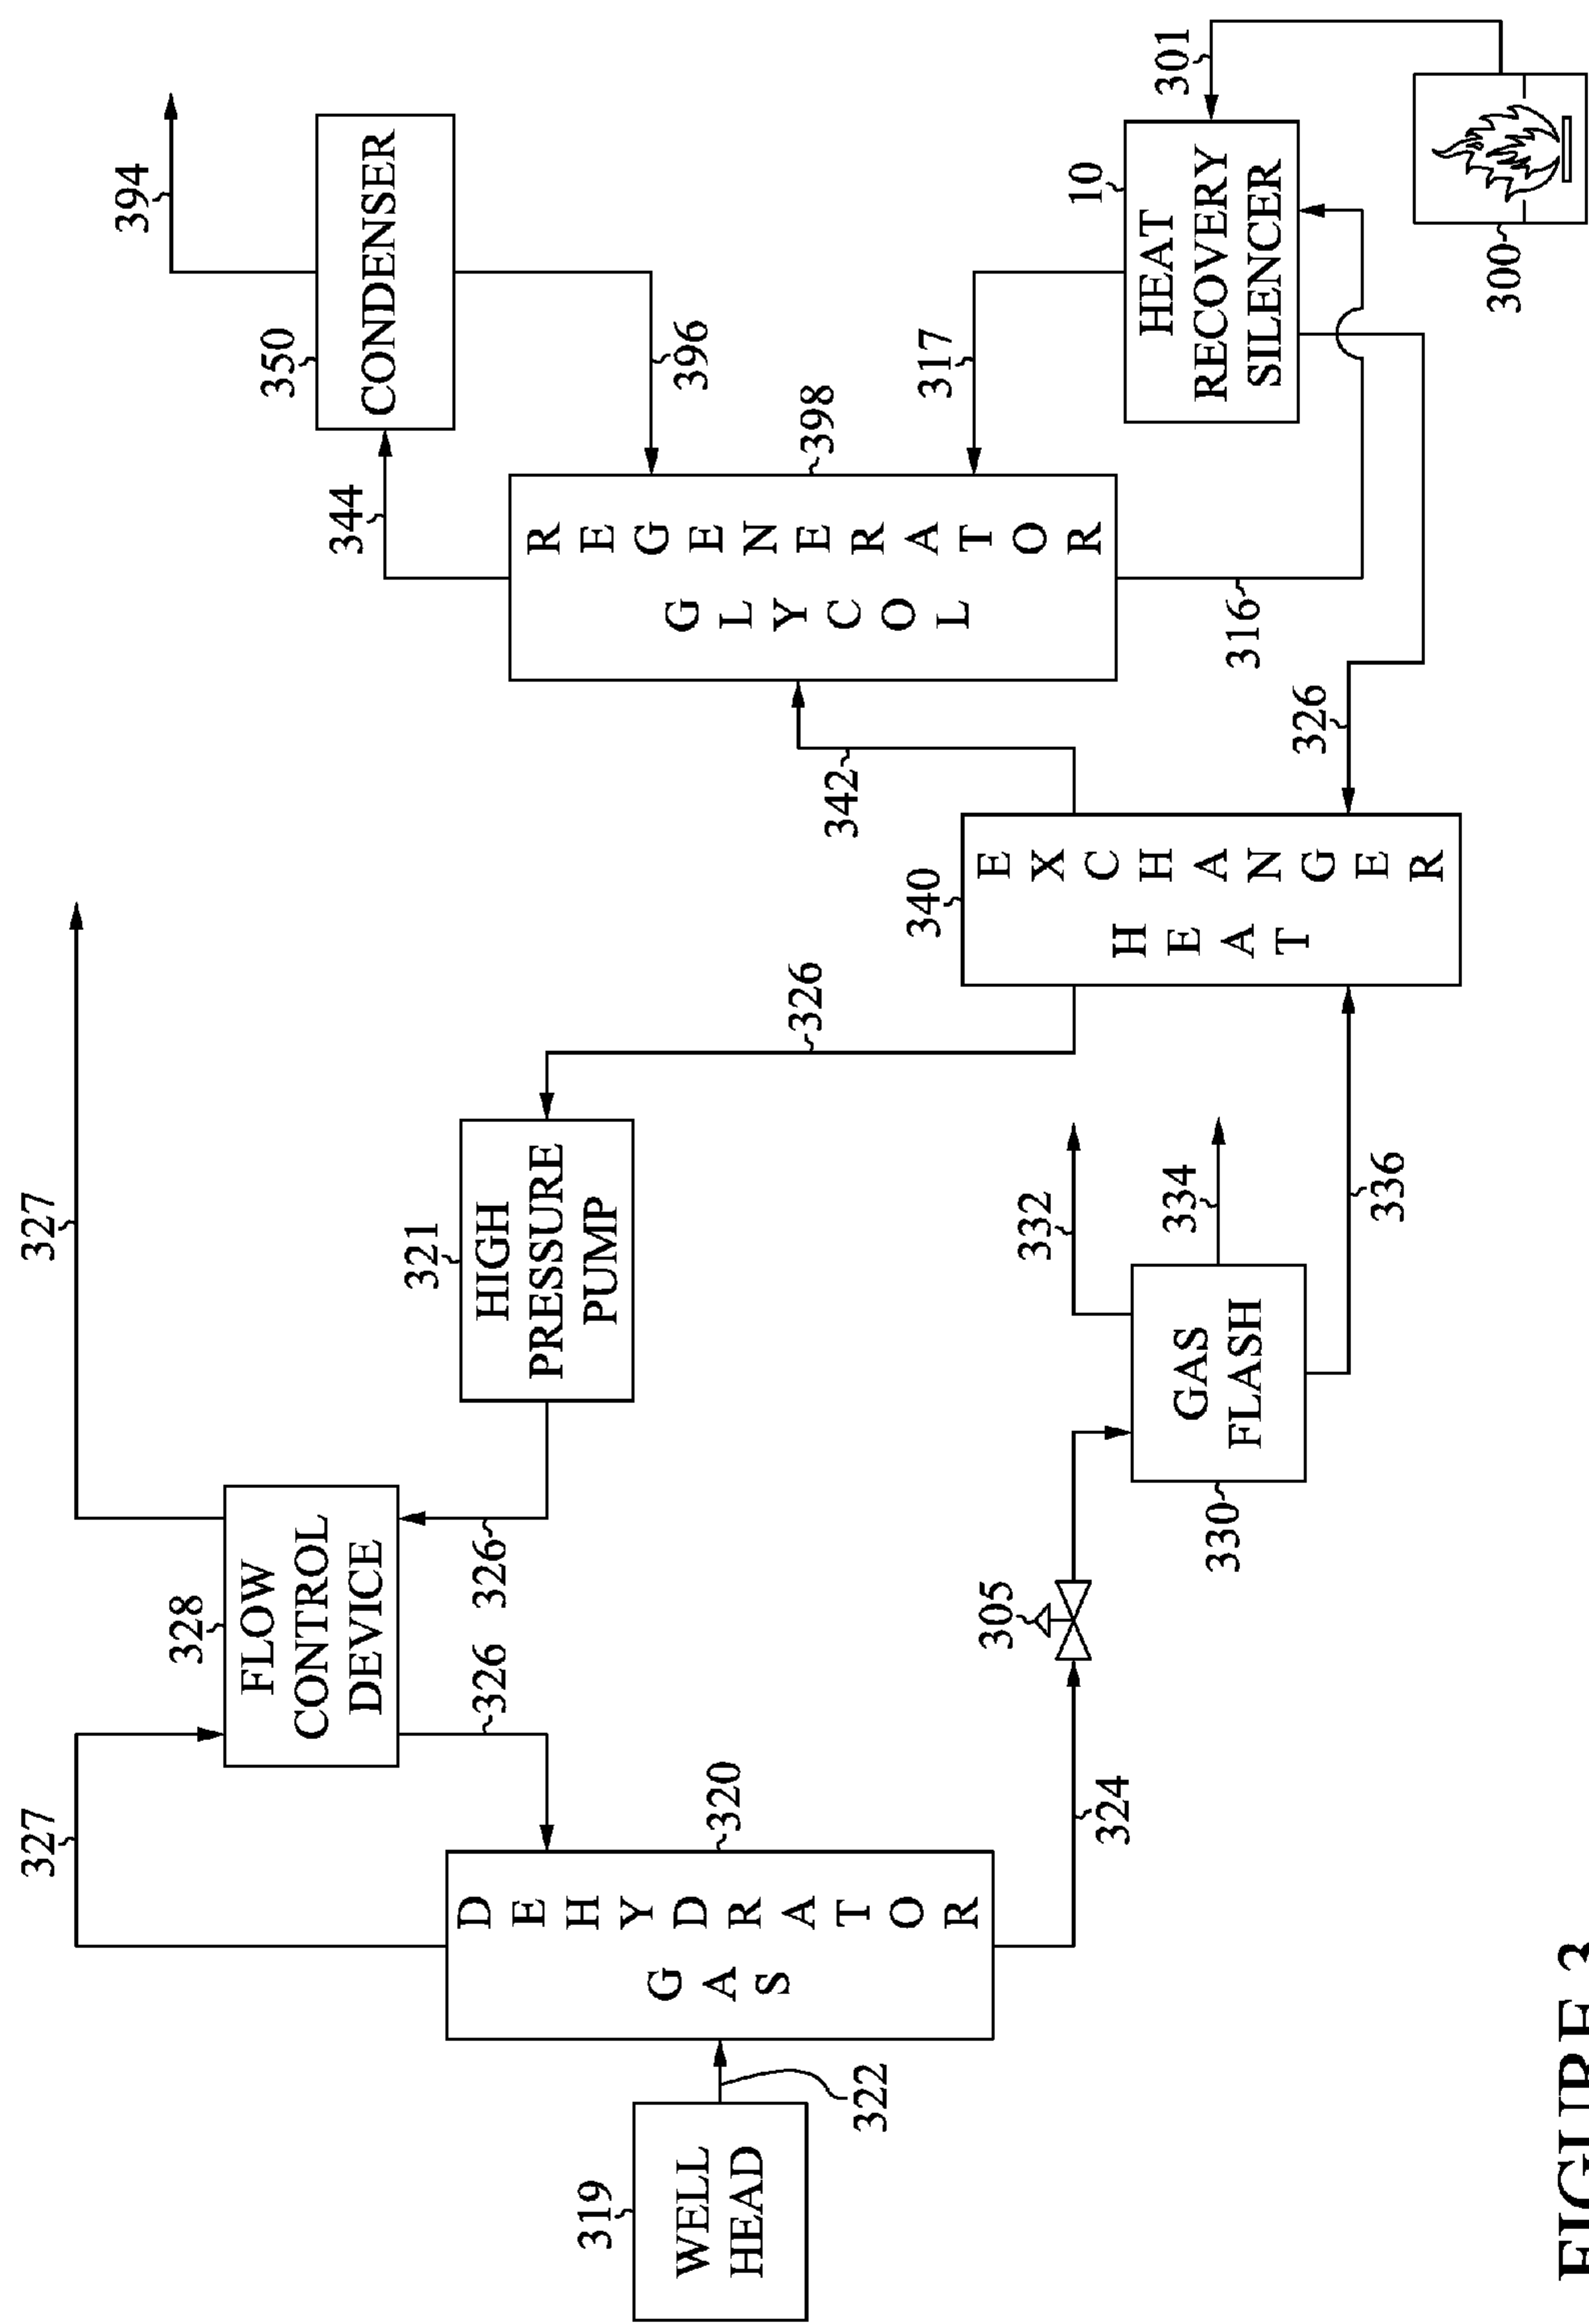 327
327
394
328
FLOW
CONTROL
DEVICE
350
CONDENSER
344
396
326
326
321
HIGH
PRESSURE
PUMP
398
GLYCOL
REGENERATOR
317
319
WELL
HEAD
322
GAS
DEHYDRATOR
320
326
342
10
HEAT
RECOVERY
SILENCER
301
316
300
324
305
330
GAS
FLASH
332
334
336
340
HEAT
EXCHANGER
326
FIGURE 3